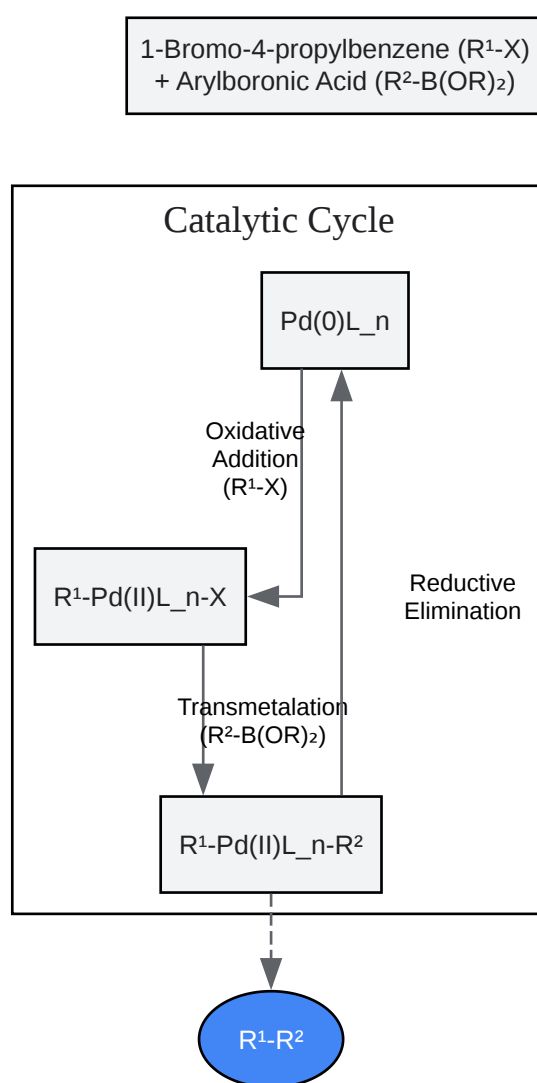 1-Bromo-4-propylbenzene (R¹-X)
+ Arylboronic Acid (R²-B(OR)₂)
Catalytic Cycle
Pd(0)L_n
Oxidative
Addition
(R¹-X)
R¹-Pd(II)L_n-X
Reductive
Elimination
Transmetalation
(R²-B(OR)₂)
R¹-Pd(II)L_n-R²
R¹-R²